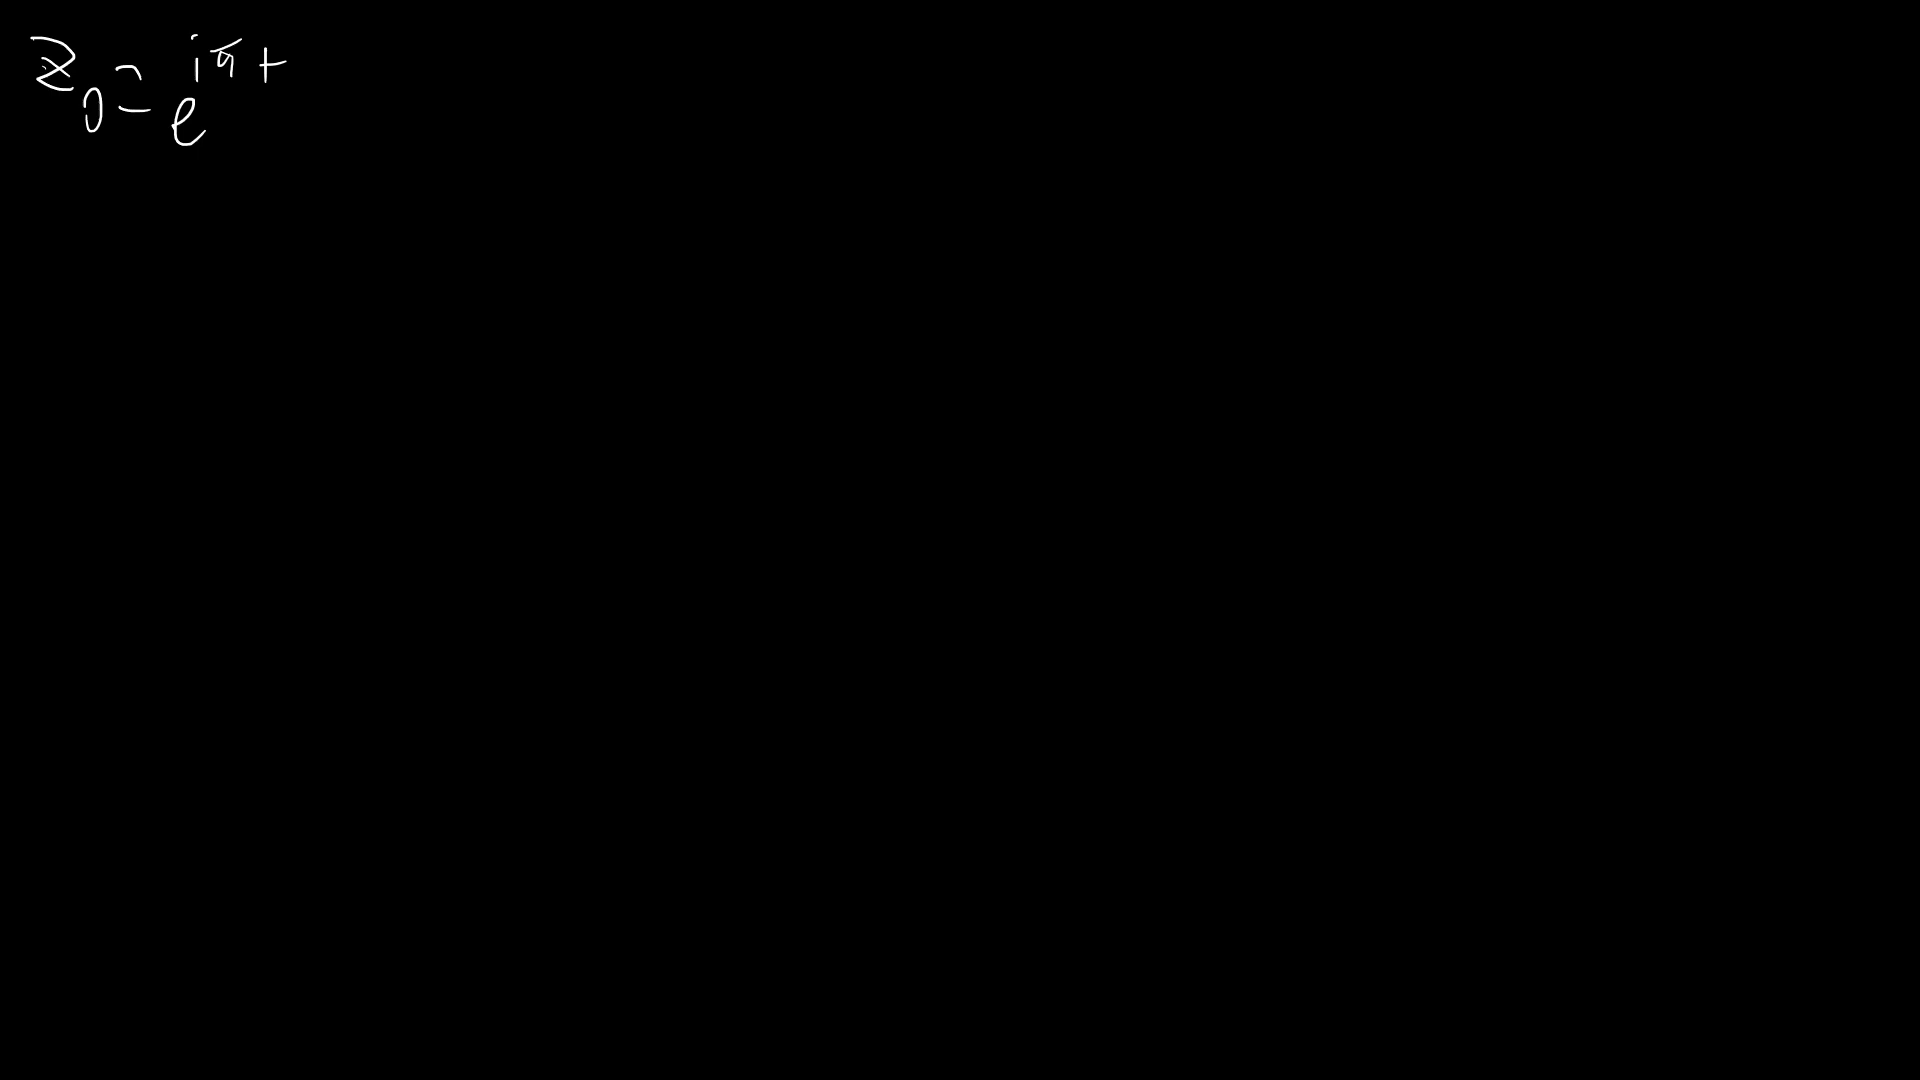 z₀ = e^{iπ+